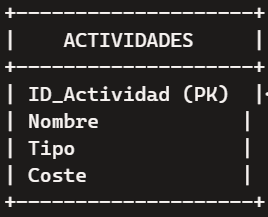 +--------------------+
|    ACTIVIDADES     |
+--------------------+
| ID_Actividad (PK)  |<
| Nombre             |
| Tipo               |
| Coste              |
+--------------------+